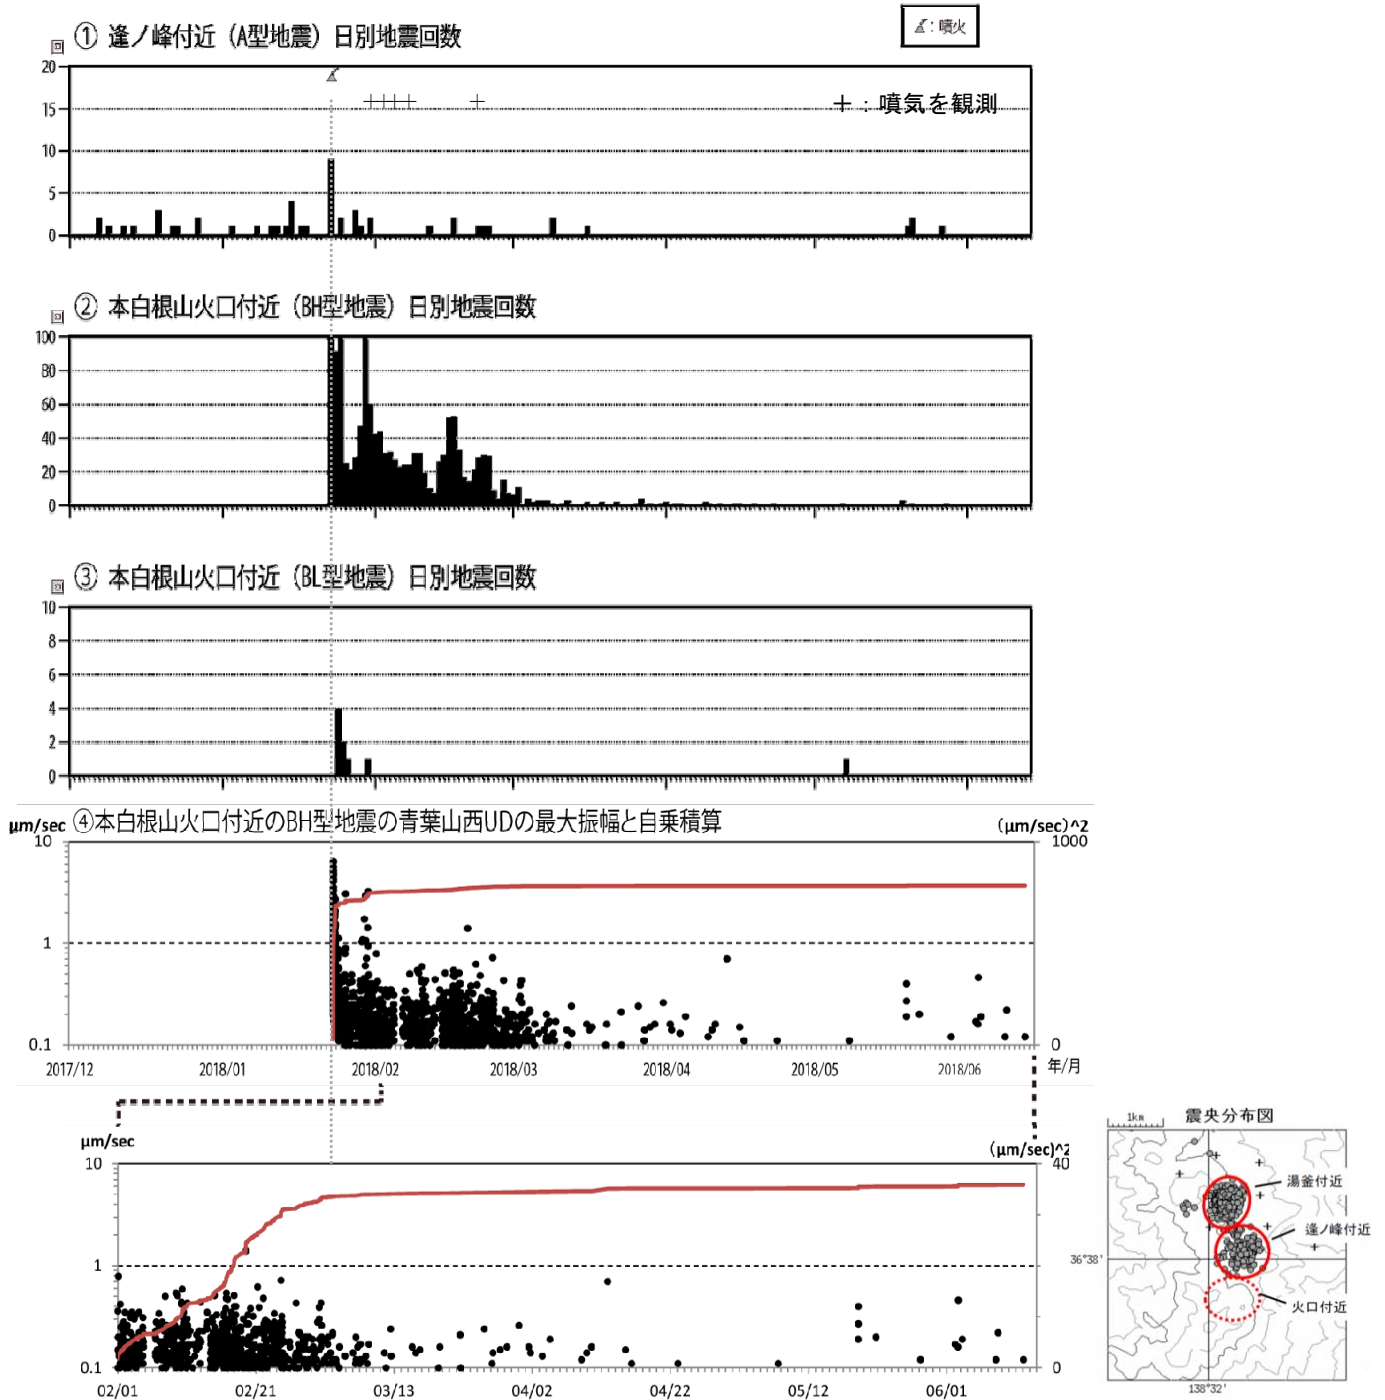 ① 逢ノ峰付近（A型地震）日別地震回数
:噴火
回
20
15
10
5
0
＋：噴気を観測
② 本白根山火口付近（BH型地震）日別地震回数
回
100
80
60
40
20
0
③ 本白根山火口付近（BL型地震）日別地震回数
回
10
8
6
4
2
0
μm/sec ④本白根山火口付近のBH型地震の青葉山西UDの最大振幅と自乗積算 (μm/sec)^2
10 1000
1
0.1 0
2017/12 2018/01 2018/02 2018/03 2018/04 2018/05 2018/06 年/月
μm/sec (μm/sec)^2
10 40
1
0.1 0
02/01 02/21 03/13 04/02 04/22 05/12 06/01
1km 震央分布図
湯釜付近
逢ノ峰付近
36°38'
火口付近
138°32'